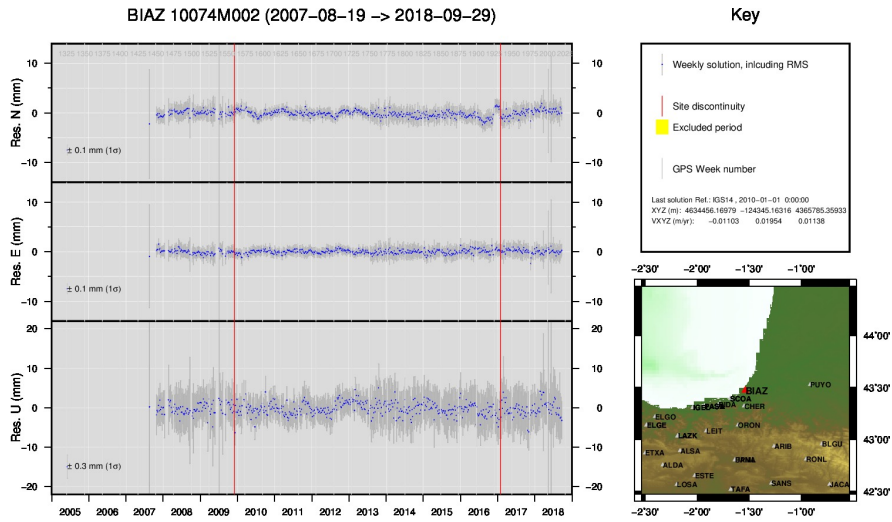 BIAZ 10074M002 (2007−08−19 −> 2018−09−29)
Key
10
0
−10
Res. N (mm)
± 0.1 mm (1σ)
10
0
−10
10
0
−10
Res. E (mm)
± 0.1 mm (1σ)
10
0
−10
20
10
0
−10
−20
Res. U (mm)
± 0.3 mm (1σ)
20
10
0
−10
−20
2005 2006 2007 2008 2009 2010 2011 2012 2013 2014 2015 2016 2017 2018
Weekly solution, inlcuding RMS
Site discontinuity
Excluded period
GPS Week number
Last solution Ref.: IGS14 , 2010−01−01 0:00:00
XYZ (m): 4634456.16979 −124345.16316 4365785.35933
VXYZ (m/yr): −0.01103 0.01954 0.01138
−2°30' −2°00' −1°30' −1°00'
44°00'
43°30'
43°00'
42°30'
PUYO
BIAZ
SCOA
CHER
ELGO
ELGE
LAZK
LEIT
ORON
ETXA
ALSA
ARIB
BLGU
ALDA
RONL
ESTE
LOSA
TAFA
SANS
JACA
−2°30' −2°00' −1°30' −1°00'